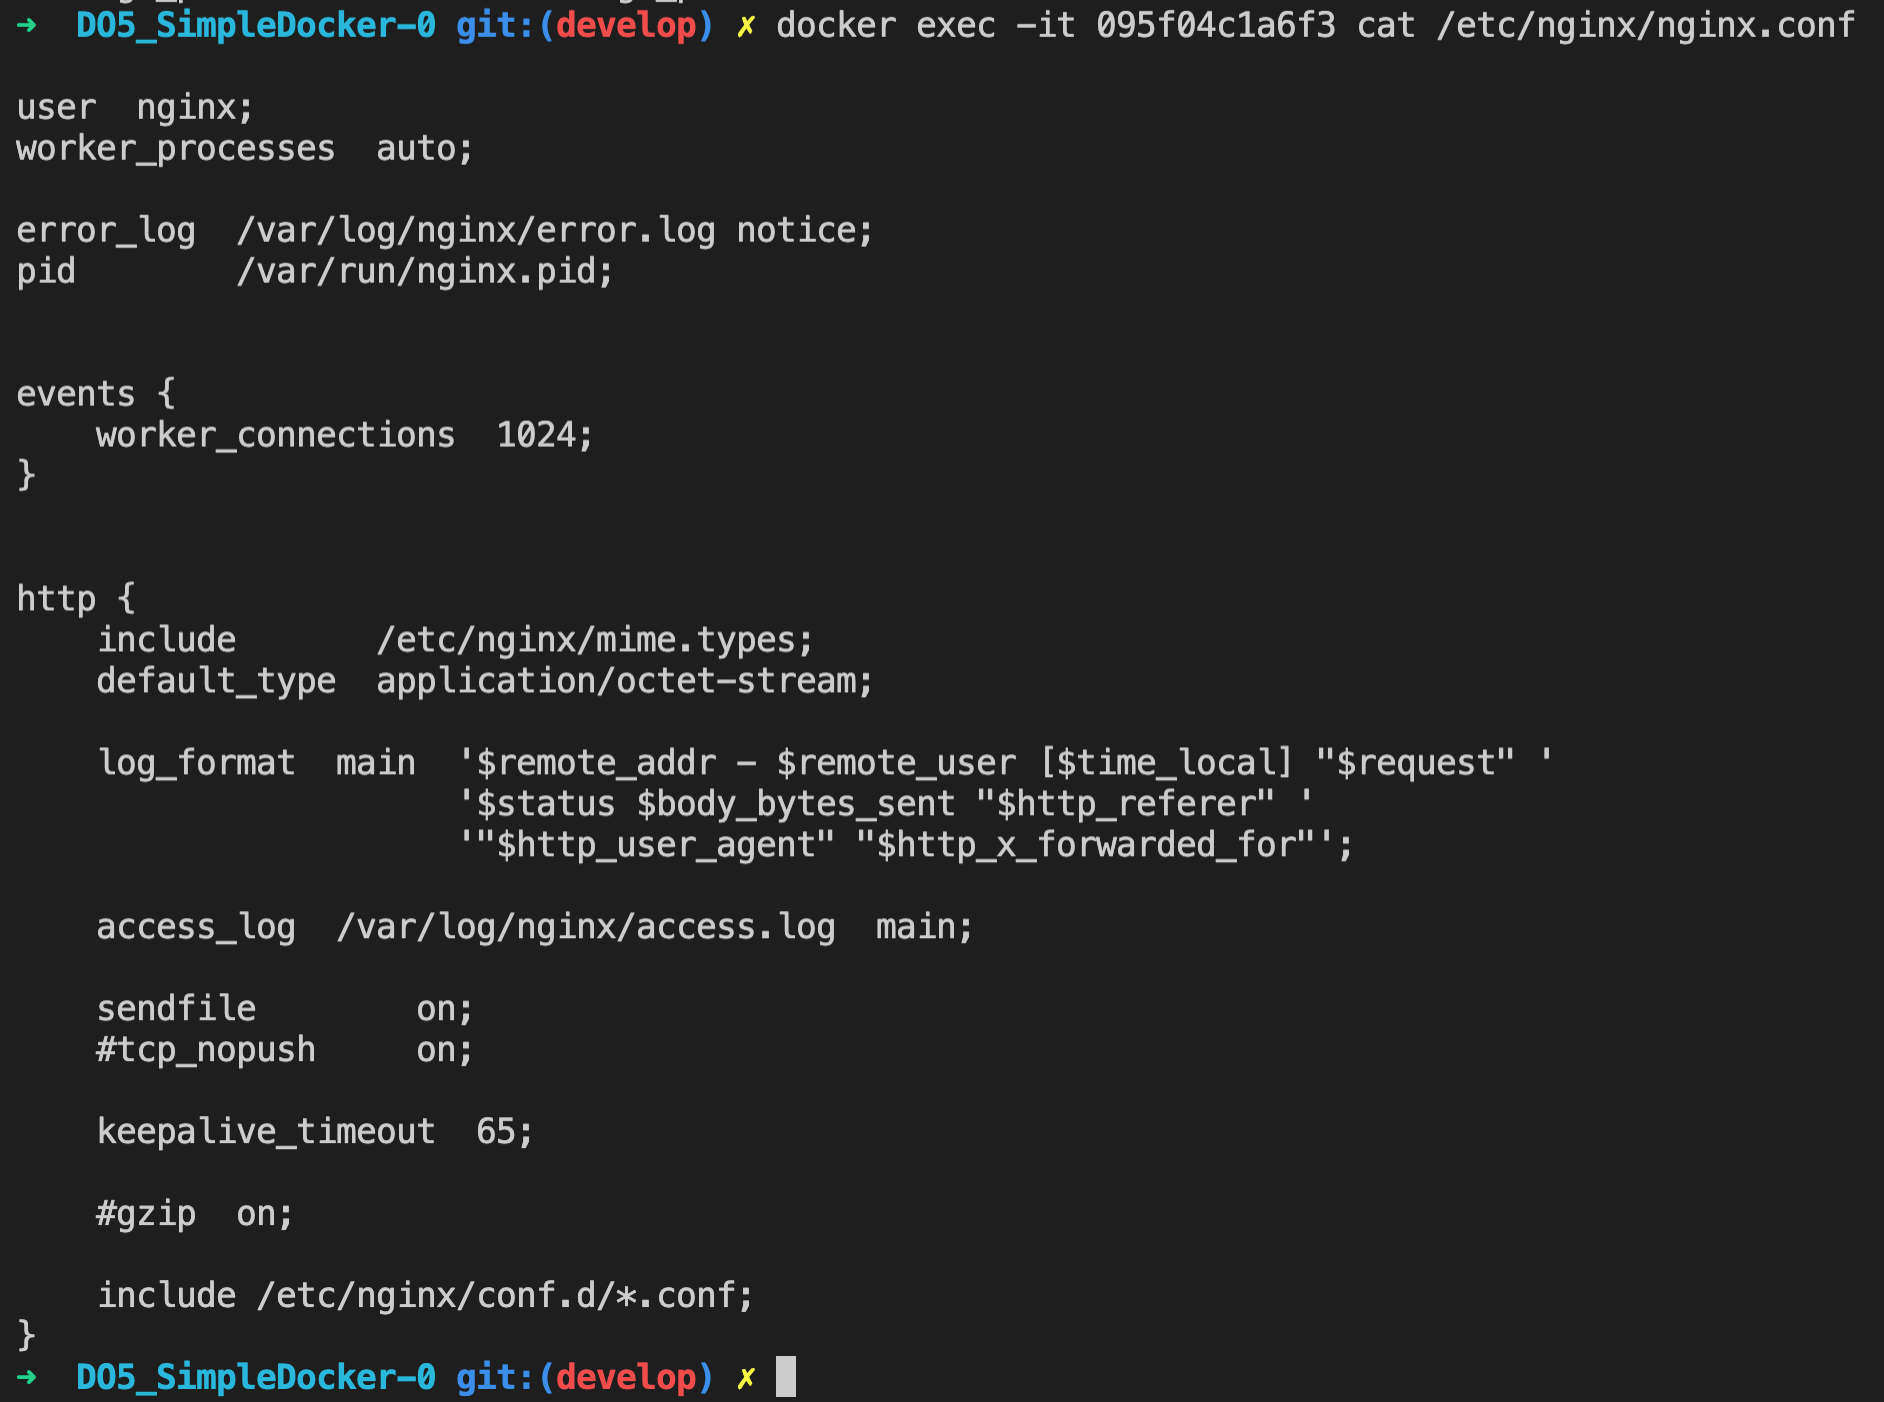 ➜  DO5_SimpleDocker-0 git:(develop) ✗ docker exec -it 095f04c1a6f3 cat /etc/nginx/nginx.conf

user  nginx;
worker_processes  auto;

error_log  /var/log/nginx/error.log notice;
pid        /var/run/nginx.pid;


events {
    worker_connections  1024;
}


http {
    include       /etc/nginx/mime.types;
    default_type  application/octet-stream;

    log_format  main  '$remote_addr - $remote_user [$time_local] "$request" '
                      '$status $body_bytes_sent "$http_referer" '
                      '"$http_user_agent" "$http_x_forwarded_for"';

    access_log  /var/log/nginx/access.log  main;

    sendfile        on;
    #tcp_nopush     on;

    keepalive_timeout  65;

    #gzip  on;

    include /etc/nginx/conf.d/*.conf;
}
➜  DO5_SimpleDocker-0 git:(develop) ✗